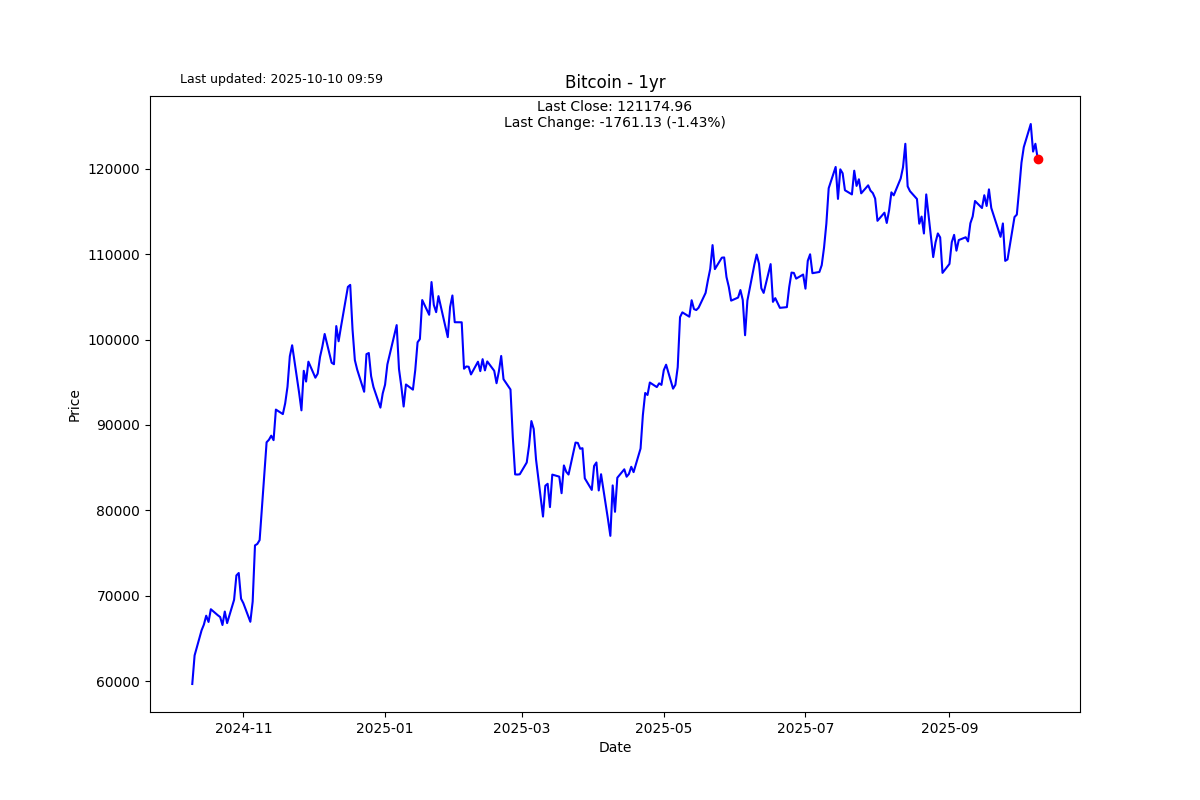 Last updated: 2025-10-10 09:59
Bitcoin - 1yr
Last Close: 121174.96
Last Change: -1761.13 (-1.43%)
120000
110000
100000
90000
80000
70000
60000
Price
2024-11
2025-01
2025-03
2025-05
2025-07
2025-09
Date